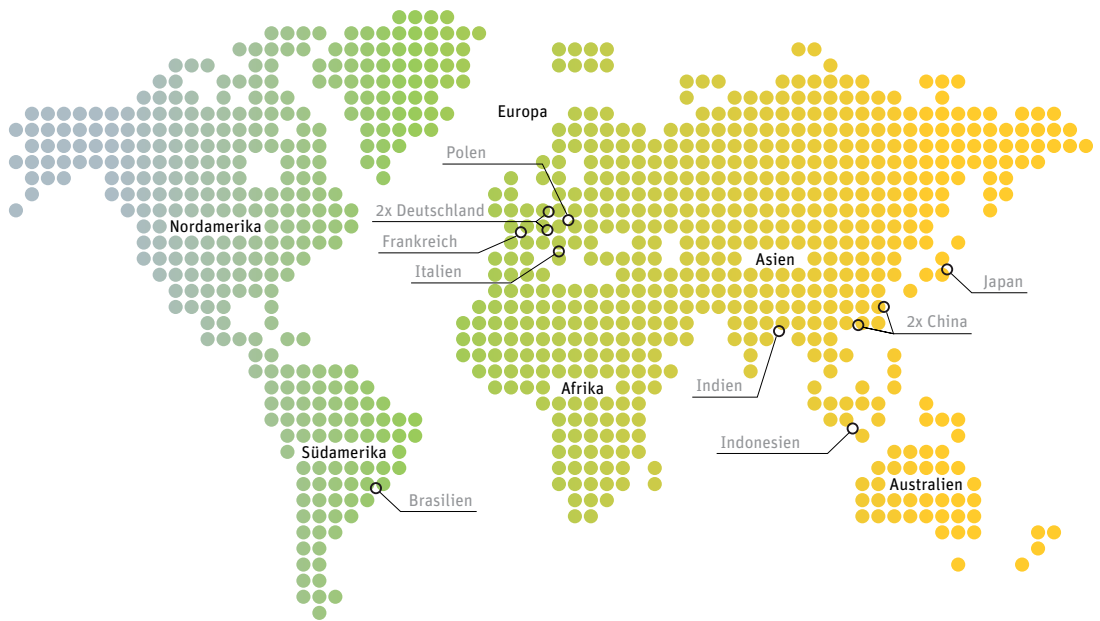 Europa
Polen
2x Deutschland
Nordamerika
Frankreich
Asien
Italien
Japan
2x China
Indien
Afrika
Indonesien
Südamerika
Australien
Brasilien